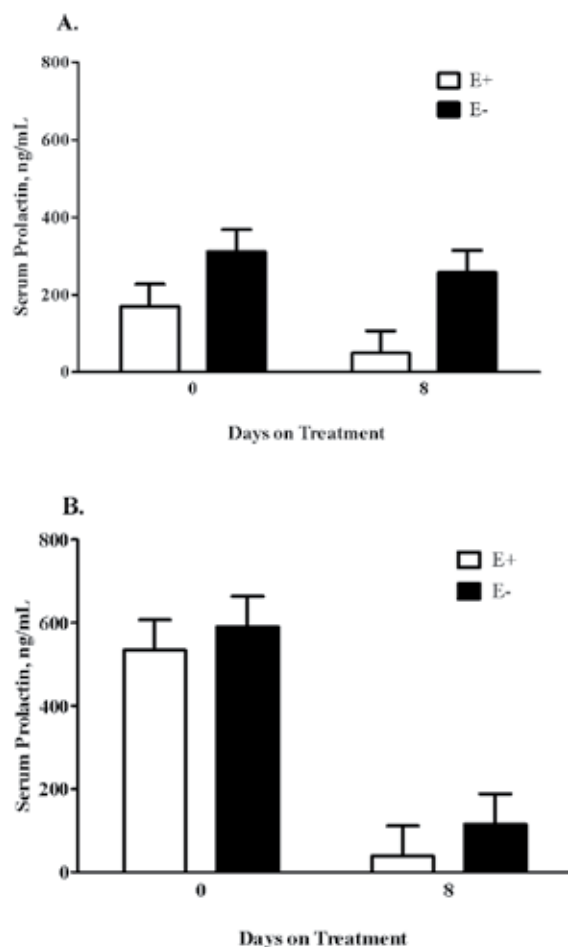 A.
800
600
400
200
0
Serum Prolactin, ng/mL
E+
E-
0 8
Days on Treatment
B.
800
600
400
200
0
Serum Prolactin, ng/mL
E+
E-
0 8
Days on Treatment